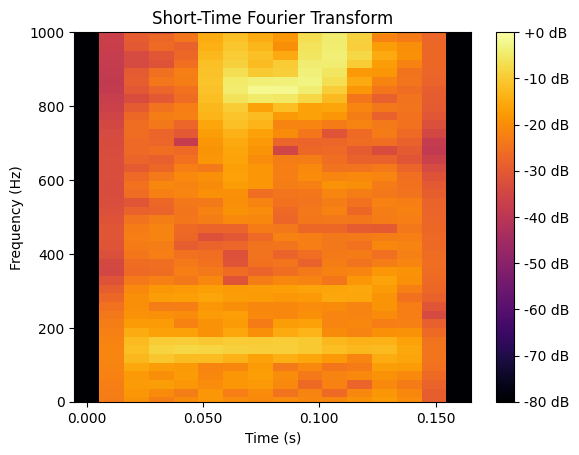 Short-Time Fourier Transform
1000
800
600
400
200
0
Frequency (Hz)
0.000
0.050
0.100
0.150
Time (s)
+0 dB
-10 dB
-20 dB
-30 dB
-40 dB
-50 dB
-60 dB
-70 dB
-80 dB